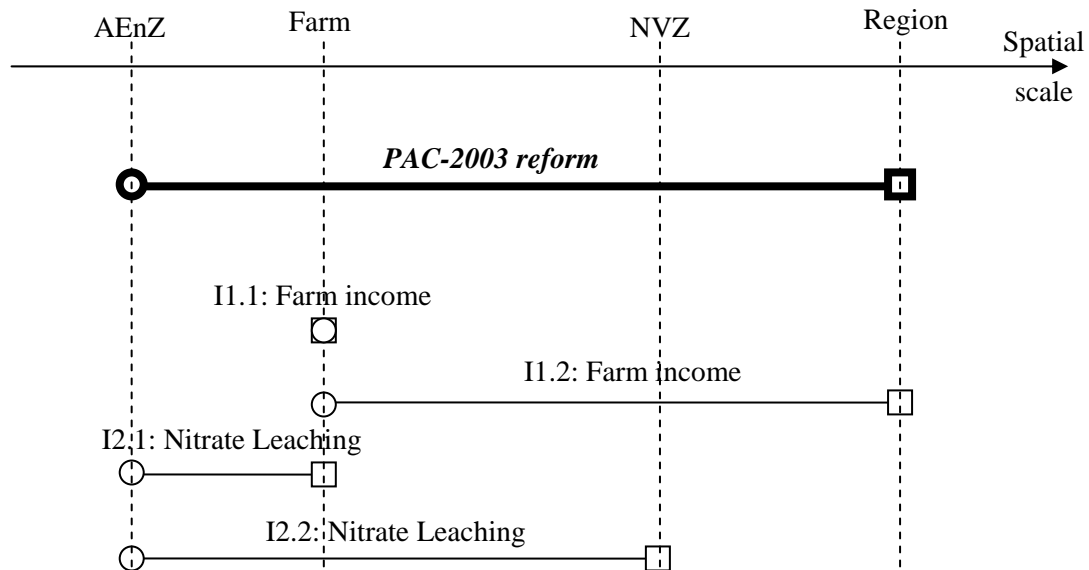 AEnZ
Farm
NVZ
Region
Spatial
scale
PAC-2003 reform
I1.1: Farm income
I1.2: Farm income
I2.1: Nitrate Leaching
I2.2: Nitrate Leaching